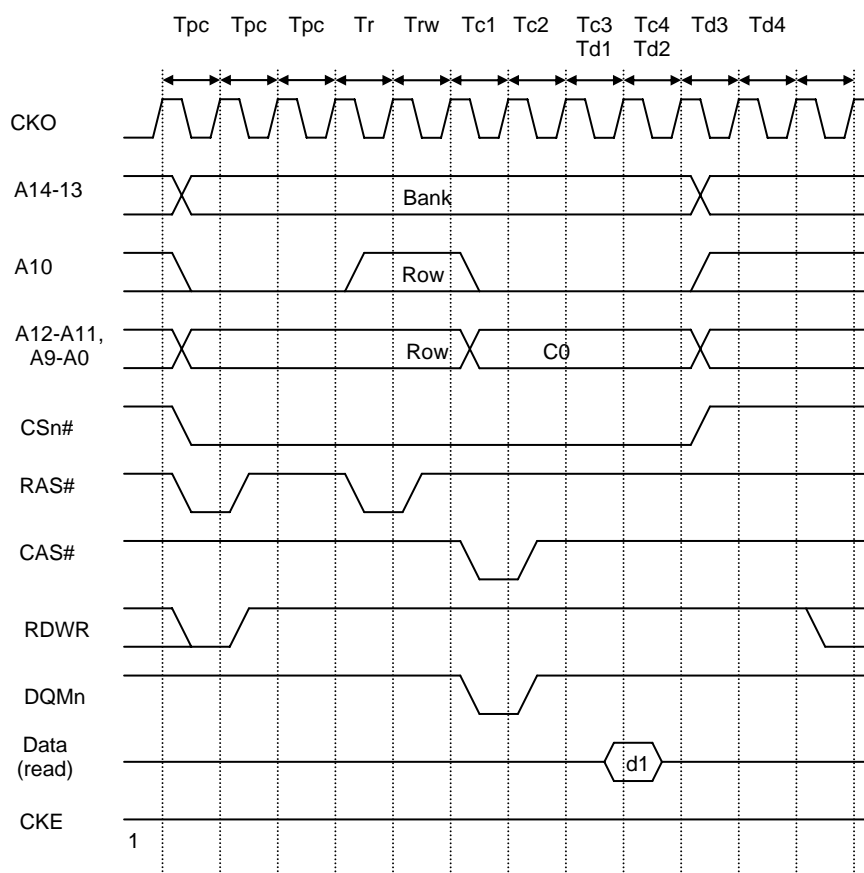 Tpc Tpc Tpc Tr Trw Tc1 Tc2 Tc3 Tc4 Td3 Td4
Td1 Td2
CKO
A14-13
Bank
A10
Row
A12-A11,
A9-A0
Row
C0
CSn#
RAS#
CAS#
RDWR
DQMn
Data
(read)
d1
CKE
1